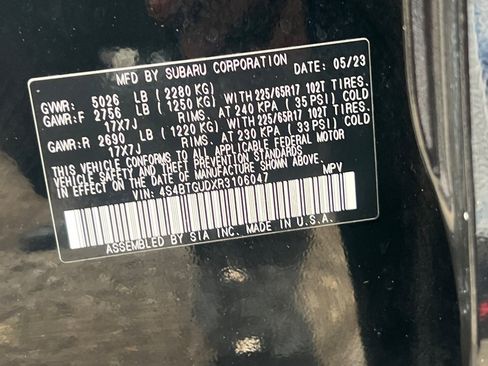 MFD BY SUBARU CORPORATION DATE: 05/23
GVWR: 5026 LB (2280 KG)
GAWR:F 2756 LB (1250 KG) WITH 225/65R17 102T TIRES.
17X7J RIMS. AT 240 KPA (35 PSI) COLD
GAWR:R 2690 LB (1220 KG) WITH 225/65R17 102T TIRES.
17X7J RIMS. AT 230 KPA (33 PSI) COLD
THIS VEHICLE CONFORMS TO ALL APPLICABLE FEDERAL MOTOR
VEHICLE SAFETY AND THEFT PREVENTION STANDARDS
IN EFFECT ON THE DATE OF MANUFACTURE SHOWN ABOVE.
VIN: 4S4BTGUDXR3106047 MPV
ASSEMBLED BY SIA INC. MADE IN U.S.A.